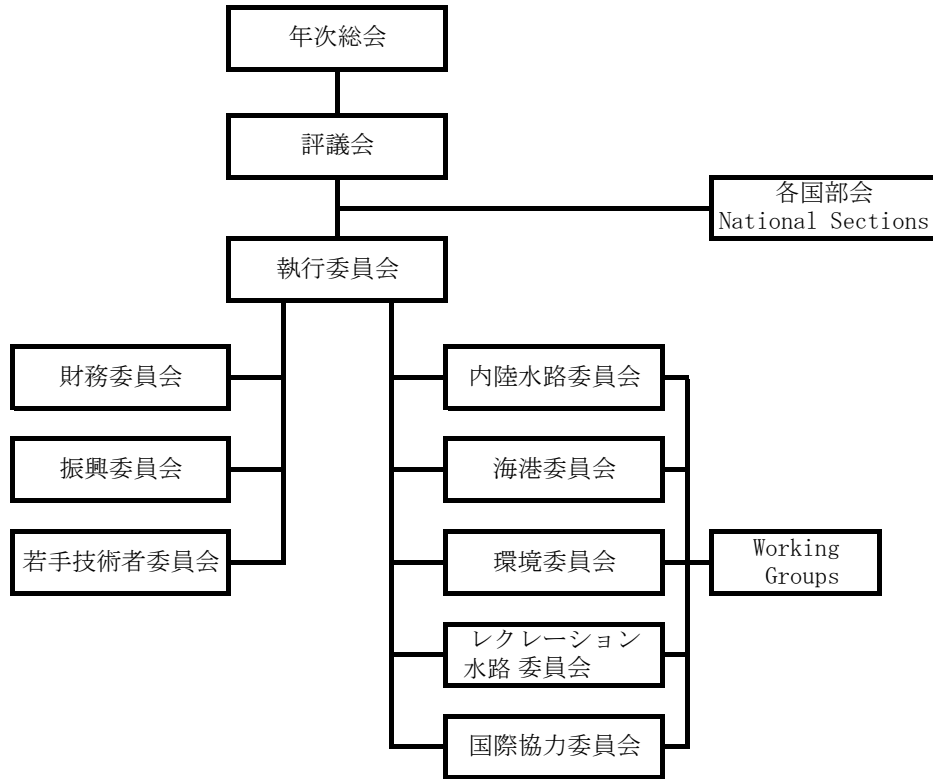 年次総会
評議会
各国部会
National Sections
執行委員会
財務委員会
内陸水路委員会
振興委員会
海港委員会
若手技術者委員会
環境委員会
Working
Groups
レクレーション
水路 委員会
国際協力委員会